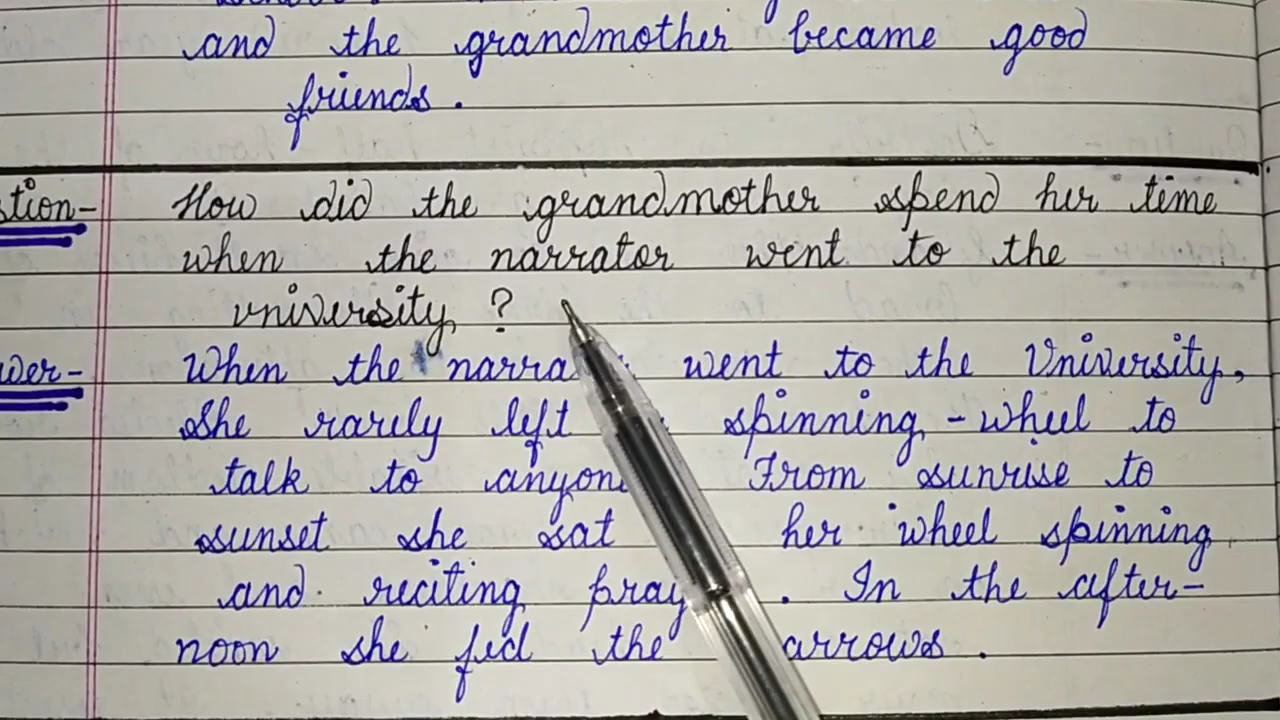 and the grandmother became good
friends.
stion- How did the grandmother spend her time
when the narrator went to the
university ?
wer- When the narra went to the University,
she rarely left spinning-wheel to
talk to anyon From sunrise to
sunset she sat her wheel spinning
and reciting pray . In the after-
noon she fed the arrows.